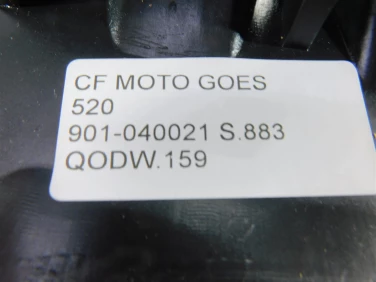 CF MOTO GOES
520
901-040021 S.883
QODW.159